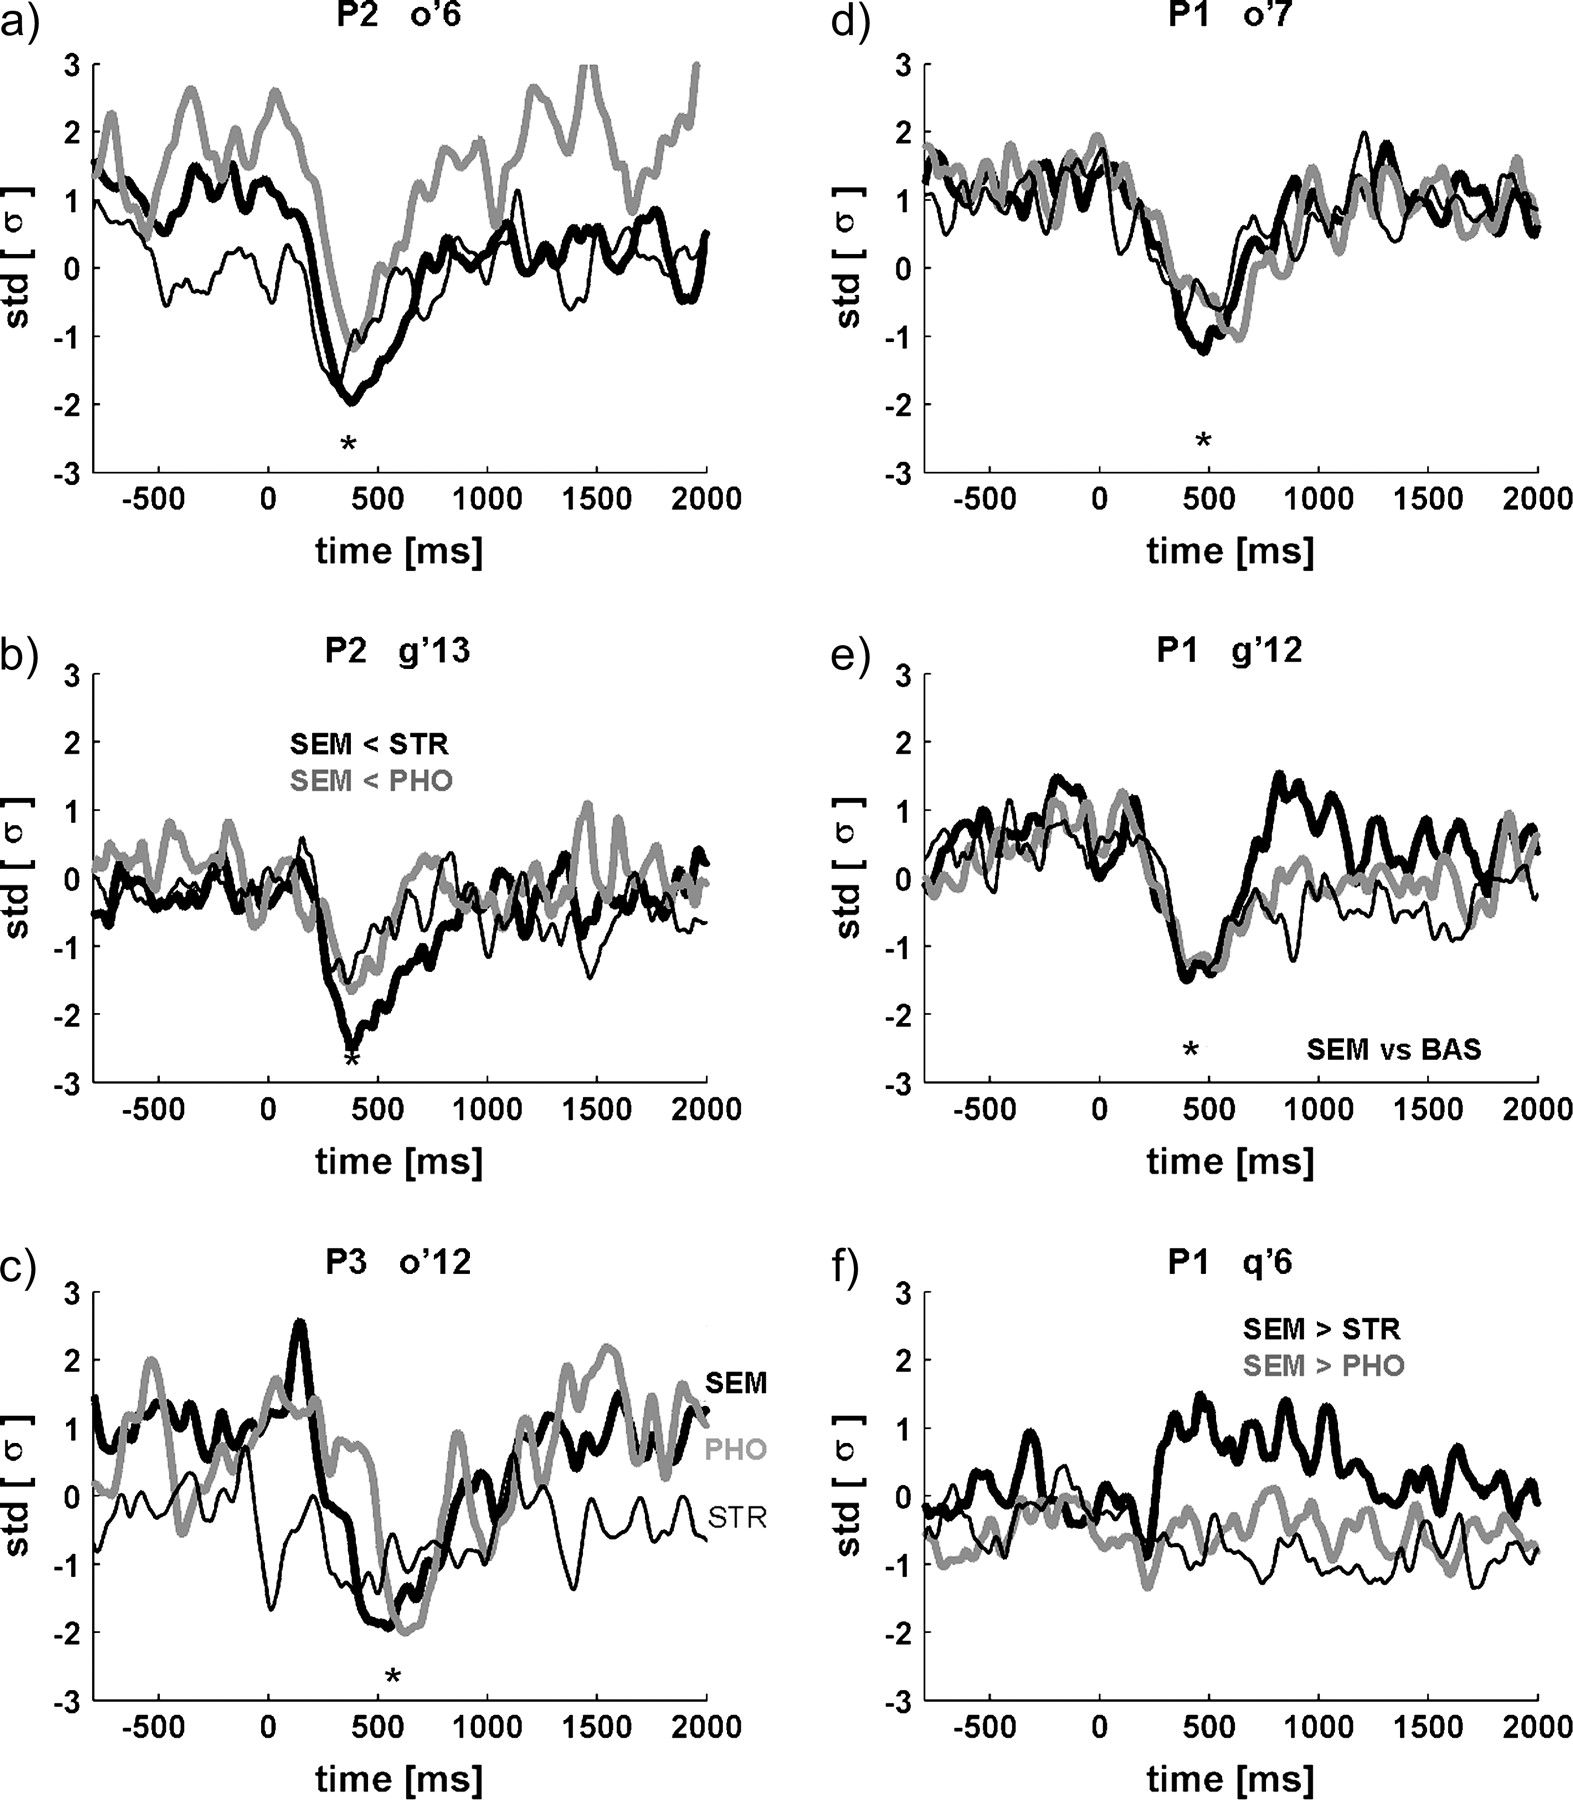 a) P2 o'6
std [ σ ]
3
2
1
0
-1
-2
-3
*
-500 0 500 1000 1500 2000
time [ms]
d) P1 o'7
std [ σ ]
3
2
1
0
-1
-2
-3
*
-500 0 500 1000 1500 2000
time [ms]
b) P2 g'13
std [ σ ]
3
2
1
0
-1
-2
-3
SEM < STR
SEM < PHO
*
-500 0 500 1000 1500 2000
time [ms]
e) P1 g'12
std [ σ ]
3
2
1
0
-1
-2
-3
* SEM vs BAS
-500 0 500 1000 1500 2000
time [ms]
c) P3 o'12
std [ σ ]
3
2
1
0
-1
-2
-3
SEM
PHO
STR
*
-500 0 500 1000 1500 2000
time [ms]
f) P1 q'6
std [ σ ]
3
2
1
0
-1
-2
-3
SEM > STR
SEM > PHO
-500 0 500 1000 1500 2000
time [ms]